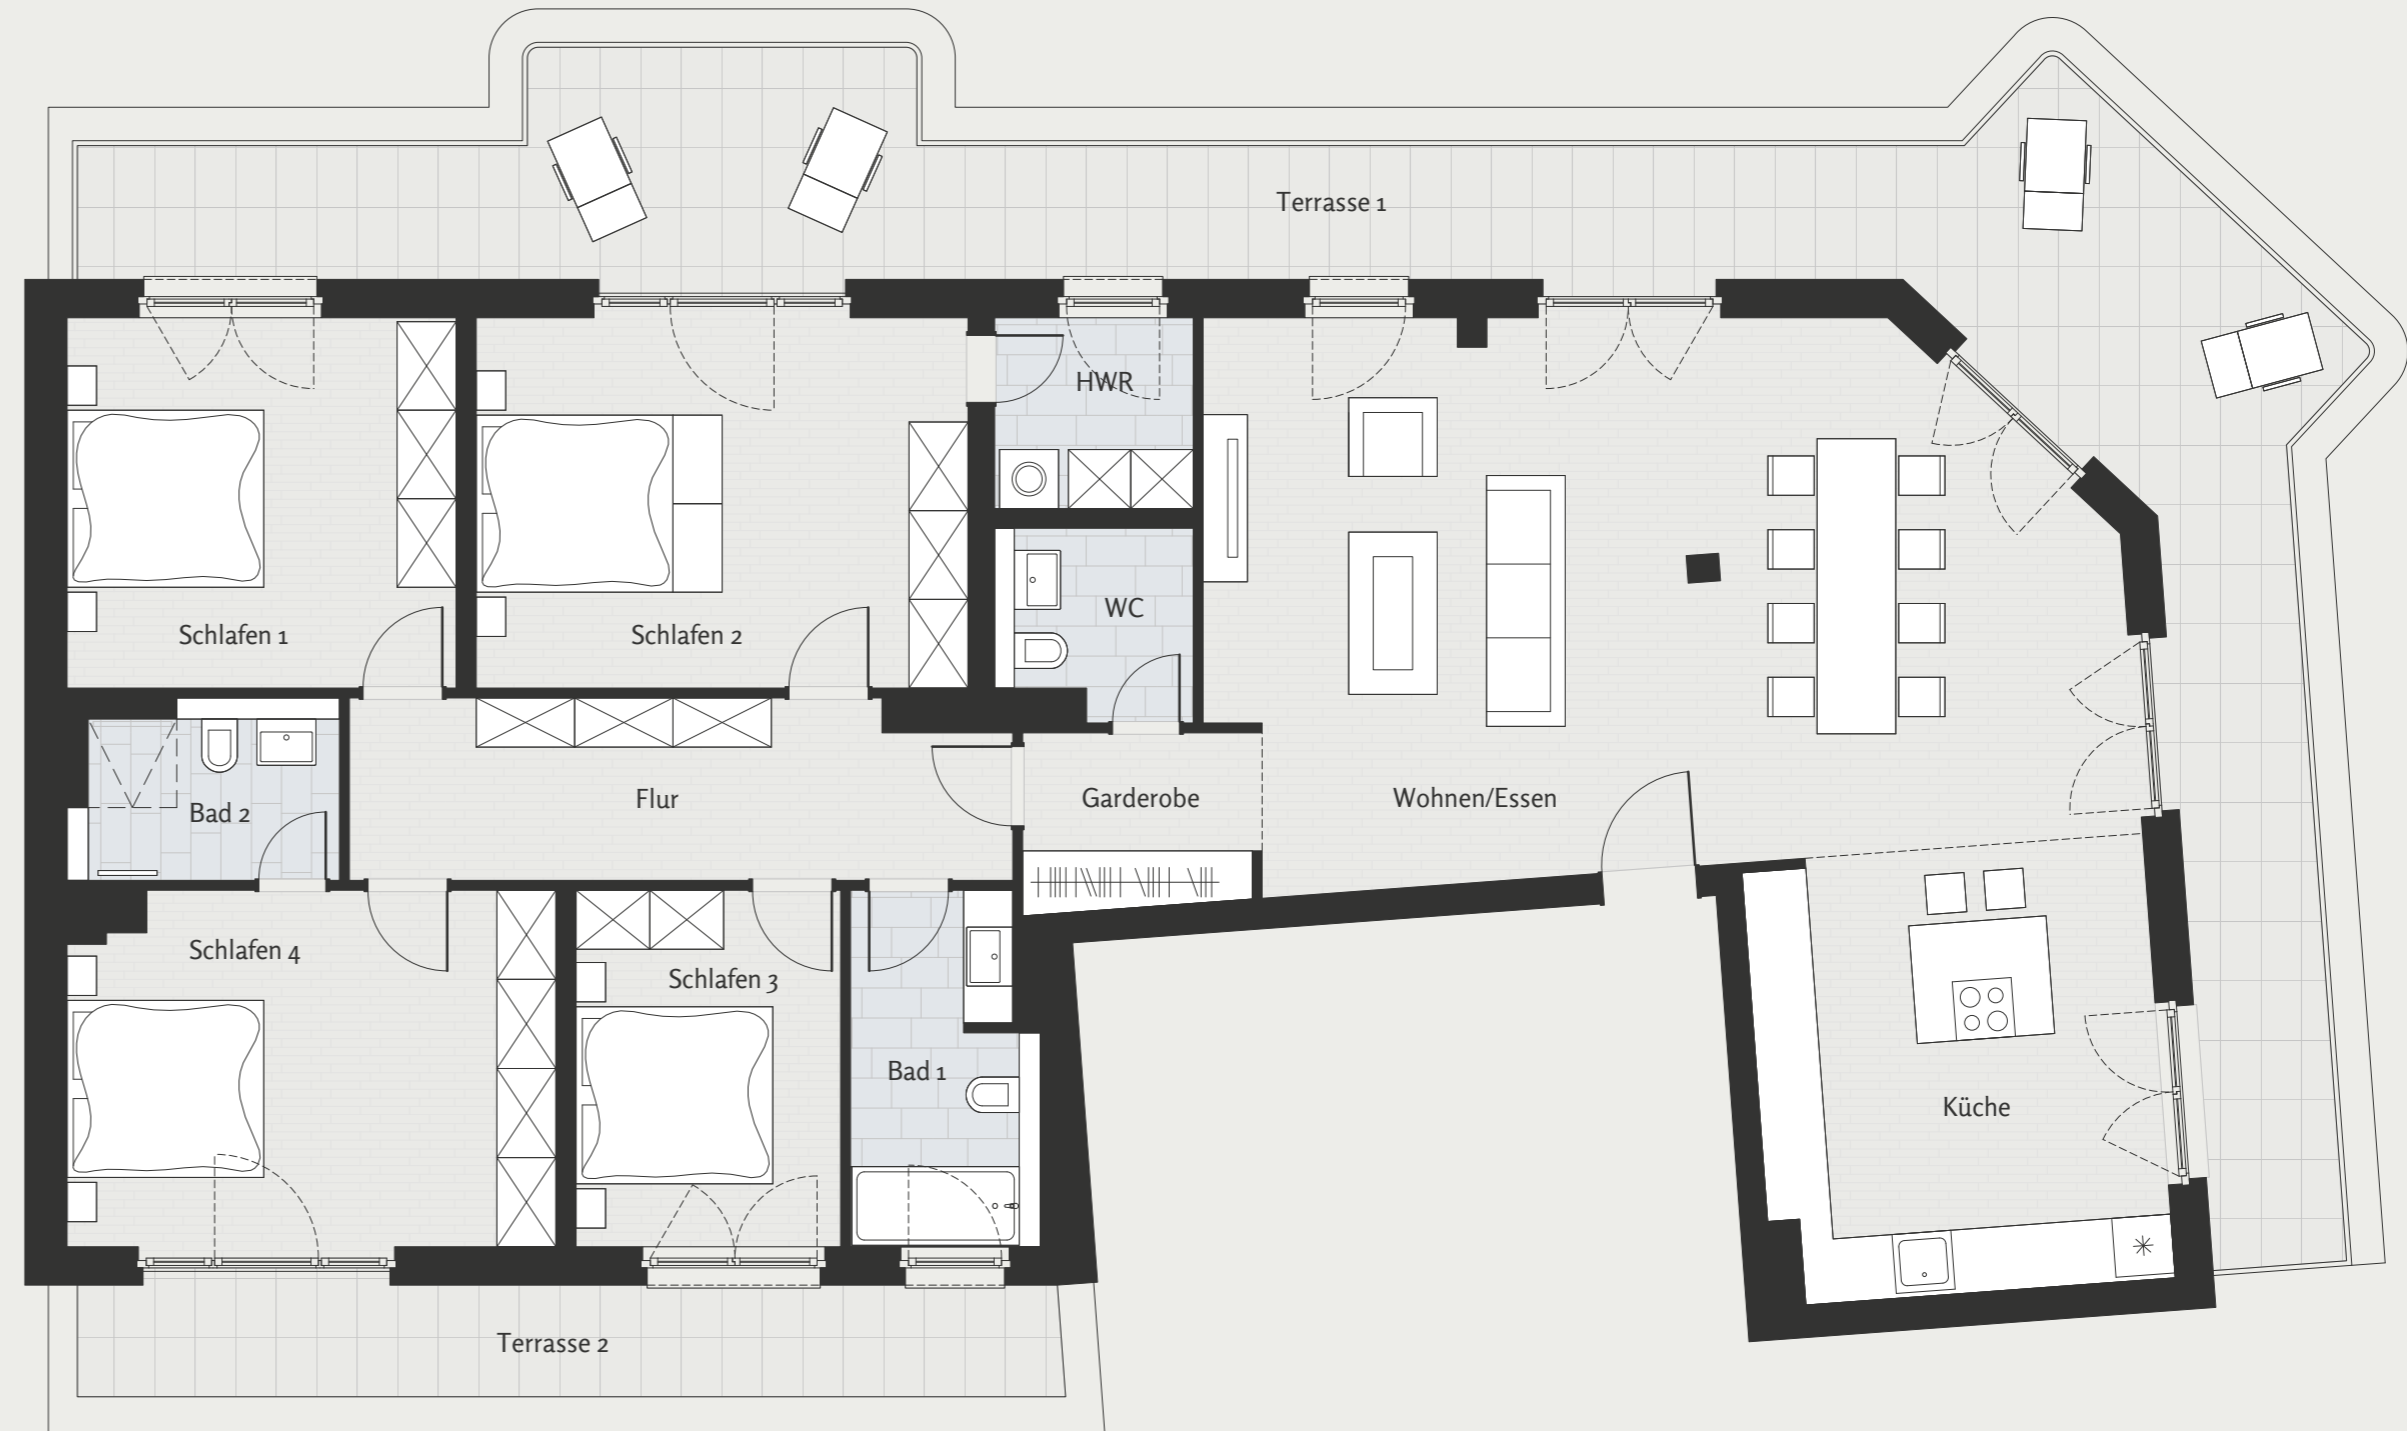 Terrasse 1
HWR
WC
Schlafen 1
Schlafen 2
Bad 2
Flur
Garderobe
Wohnen/Essen
Schlafen 4
Schlafen 3
Bad 1
Küche
Terrasse 2